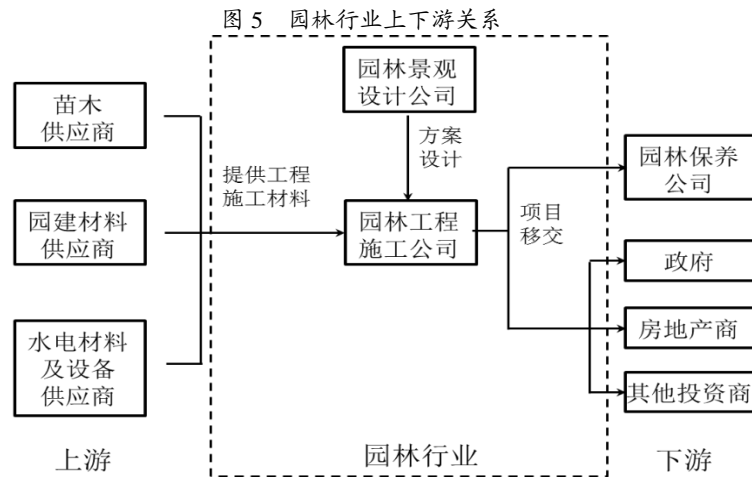 图 5 园林行业上下游关系
园林景观
设计公司
苗木
供应商
方案
设计
提供工程
施工材料
园林保养
公司
园建材料
供应商
园林工程
施工公司
项目
移交
政府
水电材料
及设备
供应商
房地产商
其他投资商
上游
园林行业
下游